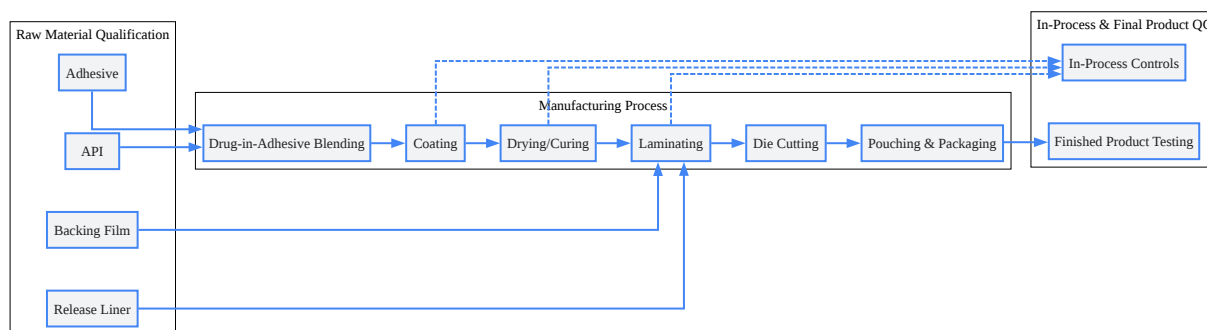 Raw Material Qualification
Adhesive
API
Backing Film
Release Liner
Manufacturing Process
Drug-in-Adhesive Blending
Coating
Drying/Curing
Laminating
Die Cutting
Pouching & Packaging
In-Process & Final Product QC
In-Process Controls
Finished Product Testing